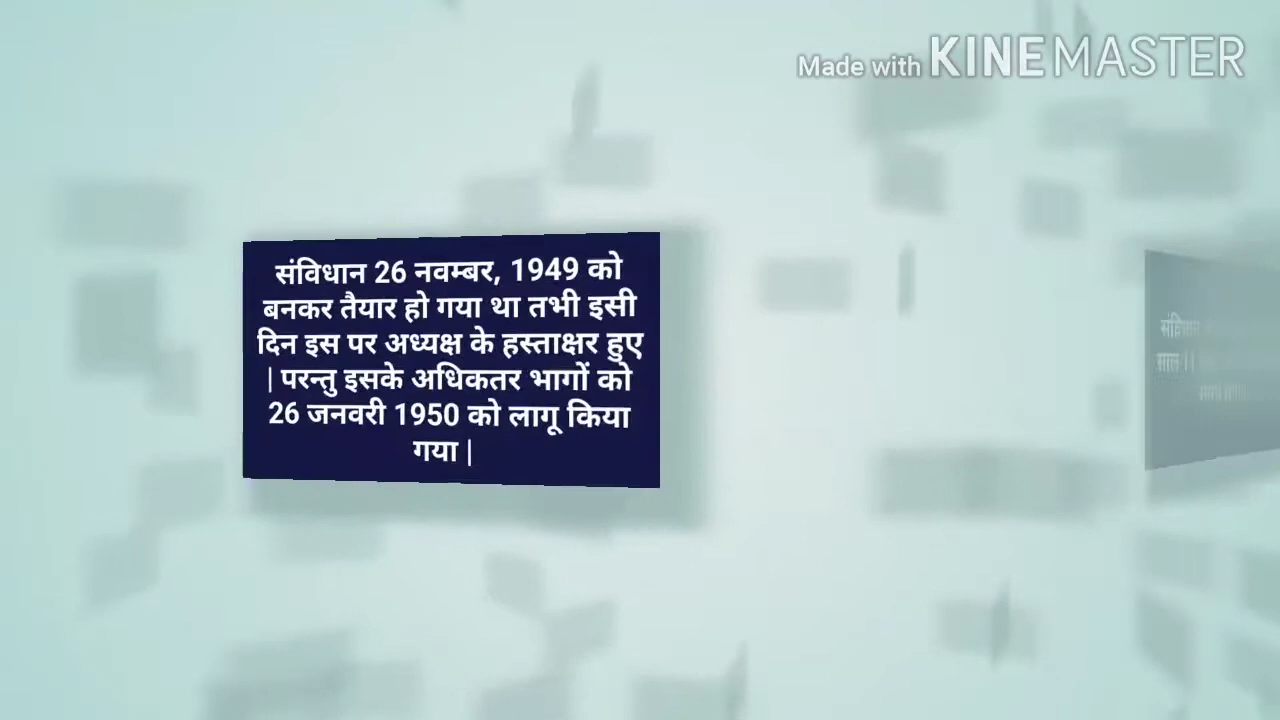 Made with KINEMASTER
संविधान 26 नवम्बर, 1949 को
बनकर तैयार हो गया था तभी इसी
दिन इस पर अध्यक्ष के हस्ताक्षर हुए
| परन्तु इसके अधिकतर भागों को
26 जनवरी 1950 को लागू किया
गया |